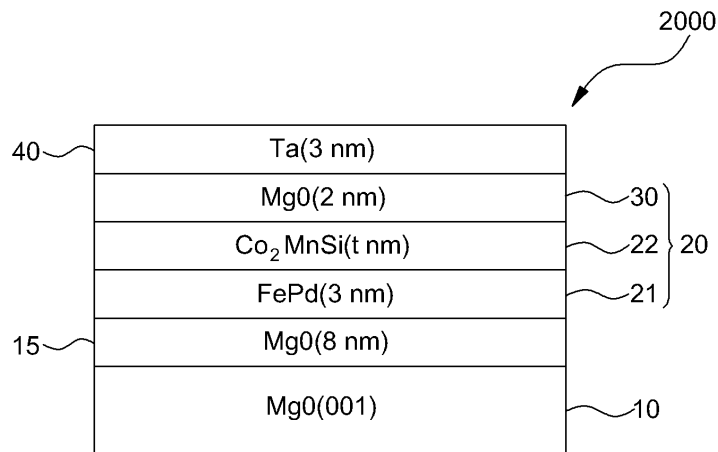 2000
40 Ta(3 nm)
Mg0(2 nm) 30
Co₂MnSi(t nm) 22 20
FePd(3 nm) 21
15 Mg0(8 nm)
Mg0(001) 10